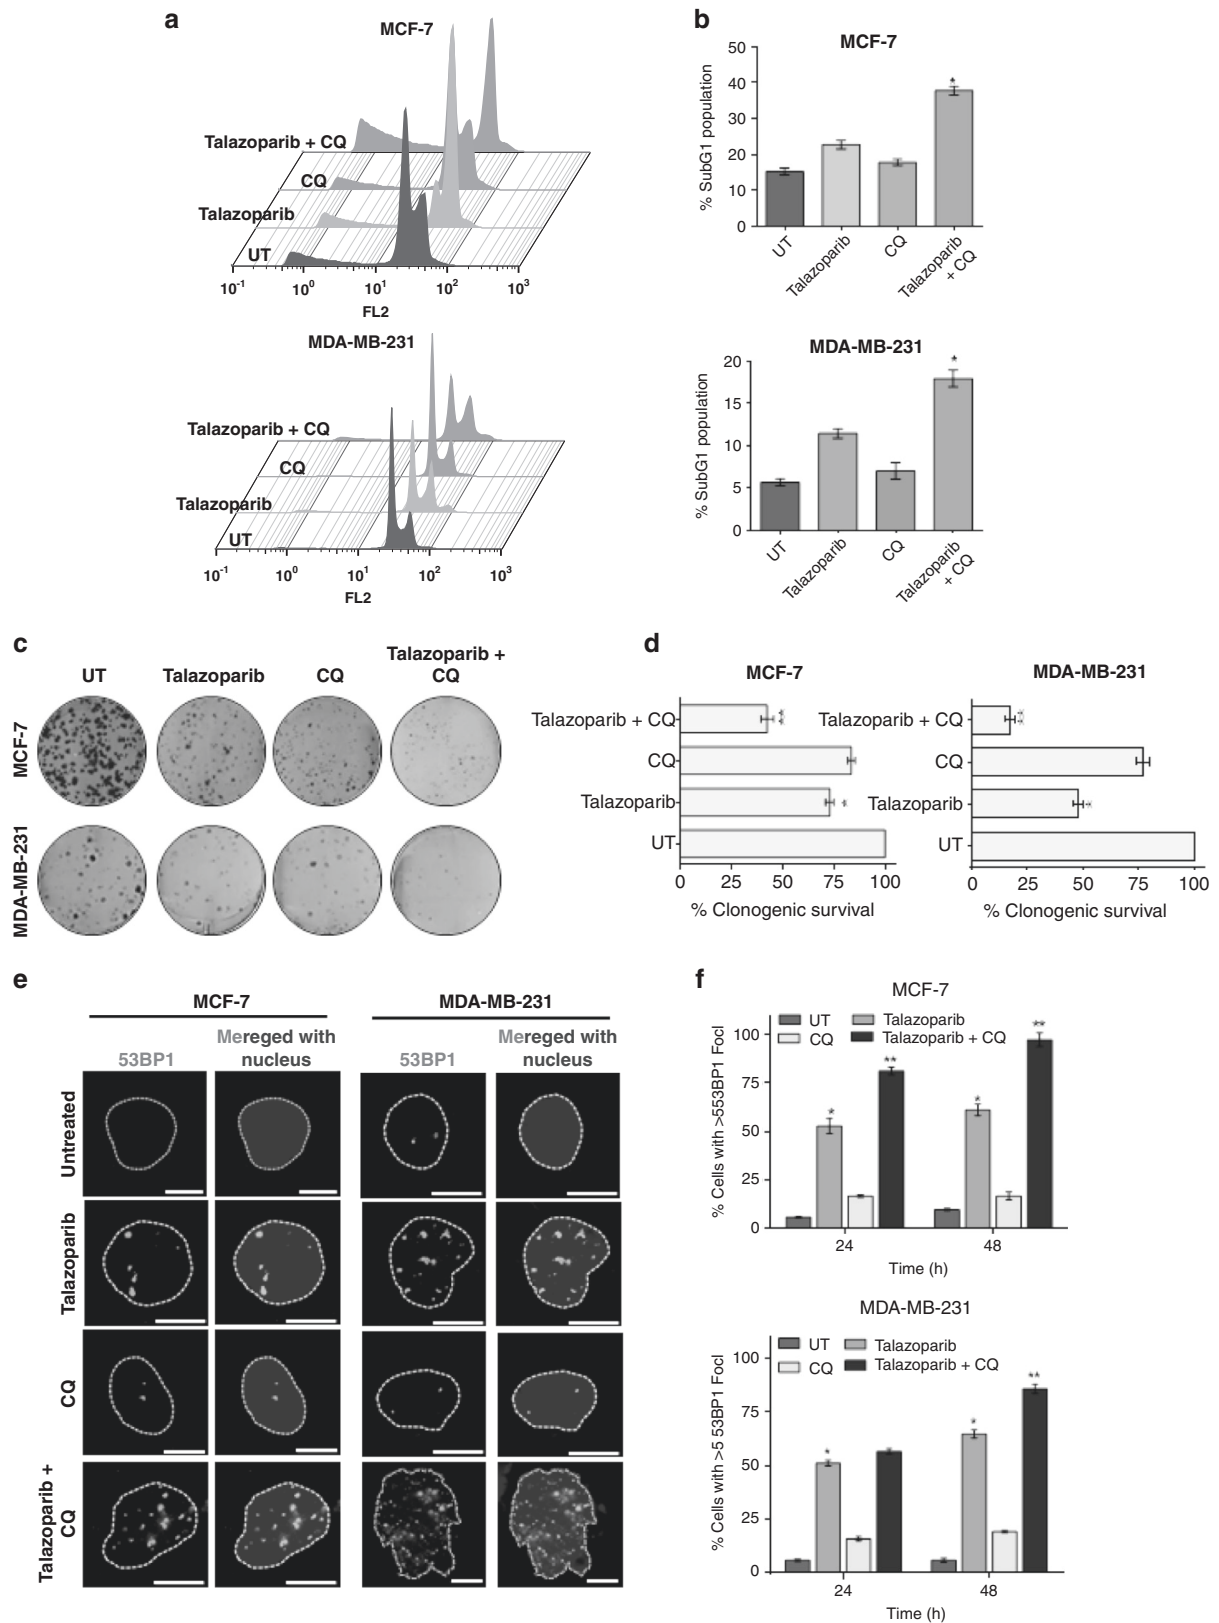 a
MCF-7
Talazoparib + CQ
CQ
Talazoparib
UT
10-1 100 101 102 103
FL2
MDA-MB-231
Talazoparib + CQ
CQ
Talazoparib
UT
10-1 100 101 102 103
FL2
b
MCF-7
% SubG1 population
50
40
30
20
10
0
*
UT
Talazoparib
CQ
Talazoparib
+ CQ
MDA-MB-231
% SubG1 population
20
15
10
5
0
*
UT
Talazoparib
CQ
Talazoparib
+ CQ
c
UT Talazoparib CQ Talazoparib +
CQ
MCF-7
MDA-MB-231
d
MCF-7
Talazoparib + CQ **
CQ
Talazoparib *
UT
0 25 50 75 100
% Clonogenic survival
MDA-MB-231
Talazoparib + CQ **
CQ
Talazoparib *
UT
0 25 50 75 100
% Clonogenic survival
e
MCF-7 MDA-MB-231
53BP1 Mereged with
nucleus
53BP1 Mereged with
nucleus
Untreated
Talazoparib
CQ
Talazoparib +
CQ
f
MCF-7
UT Talazoparib
CQ Talazoparib + CQ
% Cells with >553BP1 Focl
100
75
50
25
0
* ** * **
24 48
Time (h)
MDA-MB-231
UT Talazoparib
CQ Talazoparib + CQ
% Cells with >5 53BP1 Focl
100
75
50
25
0
* * **
24 48
Time (h)